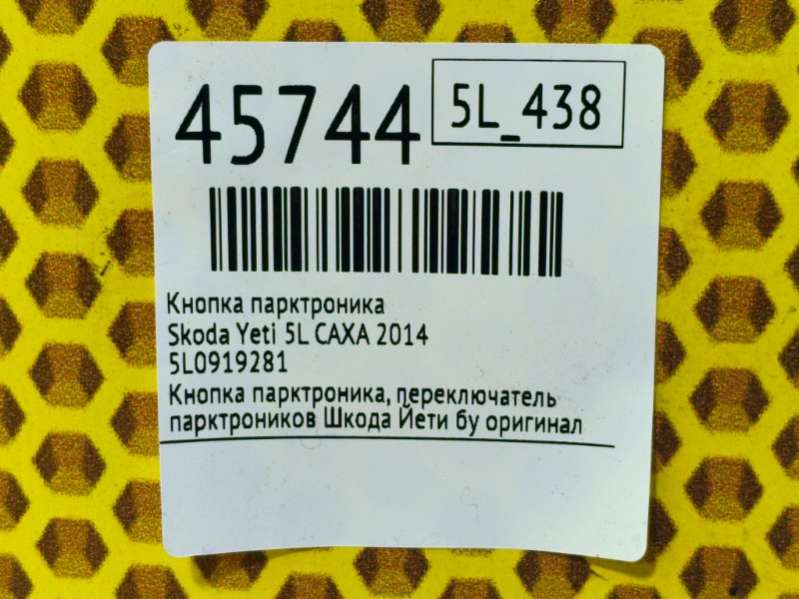 45744
5L_438
Кнопка парктроника
Skoda Yeti 5L CAXA 2014
5L0919281
Кнопка парктроника, переключатель
парктроников Шкода Йети бу оригинал